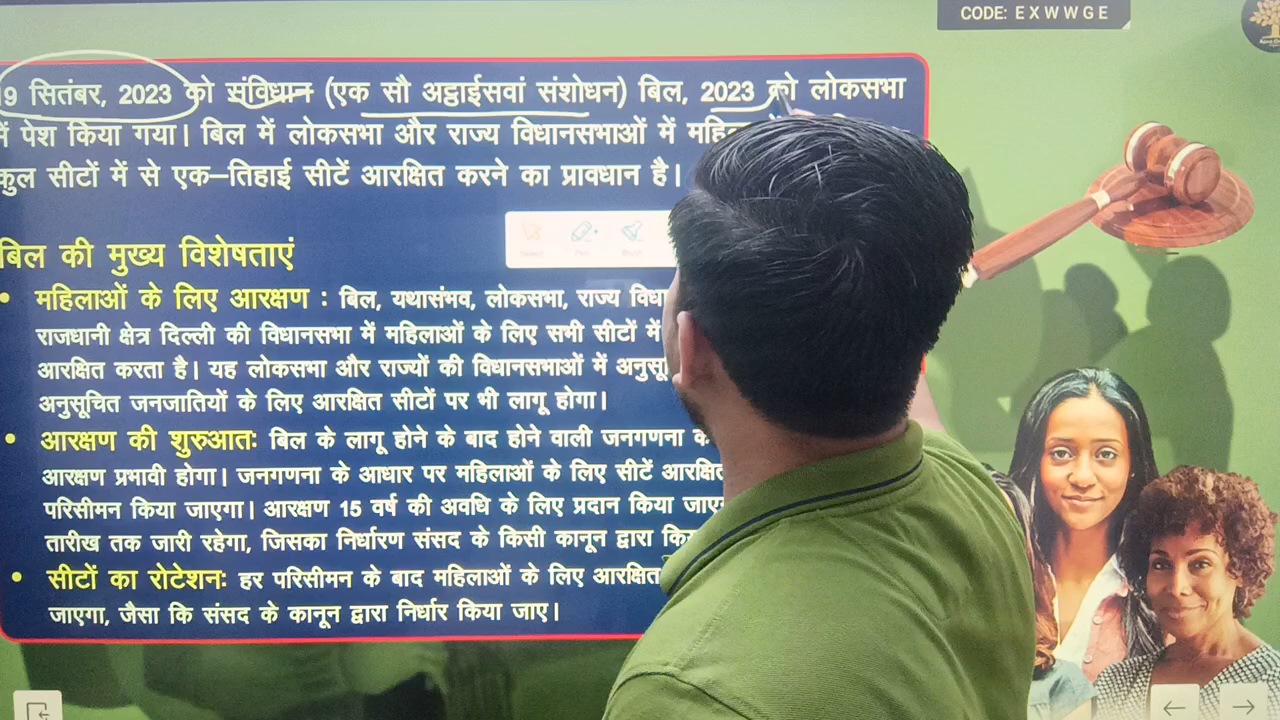 CODE: E X W W G E
19 सितंबर, 2023 को संविधान (एक सौ अट्ठाईसवां संशोधन) बिल, 2023 को लोकसभा
में पेश किया गया। बिल में लोकसभा और राज्य विधानसभाओं में
कुल सीटों में से एक–तिहाई सीटें आरक्षित करने का प्रावधान है।
बिल की मुख्य विशेषताएं
• महिलाओं के लिए आरक्षण : बिल, यथासंभव, लोकसभा, राज्य
राजधानी क्षेत्र दिल्ली की विधानसभा में महिलाओं के लिए सभी सीटों में
आरक्षित करता है। यह लोकसभा और राज्यों की विधानसभाओं में
अनुसूचित जनजातियों के लिए आरक्षित सीटों पर भी लागू होगा।
• आरक्षण की शुरुआतः बिल के लागू होने के बाद होने वाली जनगणना के
आरक्षण प्रभावी होगा। जनगणना के आधार पर महिलाओं के लिए सीटें
परिसीमन किया जाएगा। आरक्षण 15 वर्ष की अवधि के लिए प्रदान किया
तारीख तक जारी रहेगा, जिसका निर्धारण संसद के किसी कानून द्वारा
• सीटों का रोटेशनः हर परिसीमन के बाद महिलाओं के लिए आरक्षित
जाएगा, जैसा कि संसद के कानून द्वारा निर्धार किया जाए।